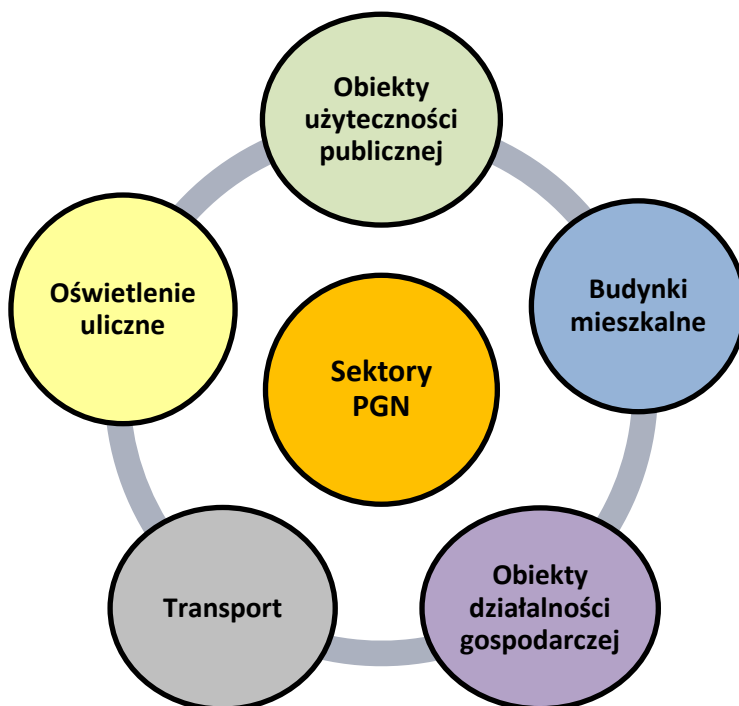 Obiekty
użyteczności
publicznej
Oświetlenie
uliczne
Budynki
mieszkalne
Sektory
PGN
Transport
Obiekty
działalności
gospodarczej